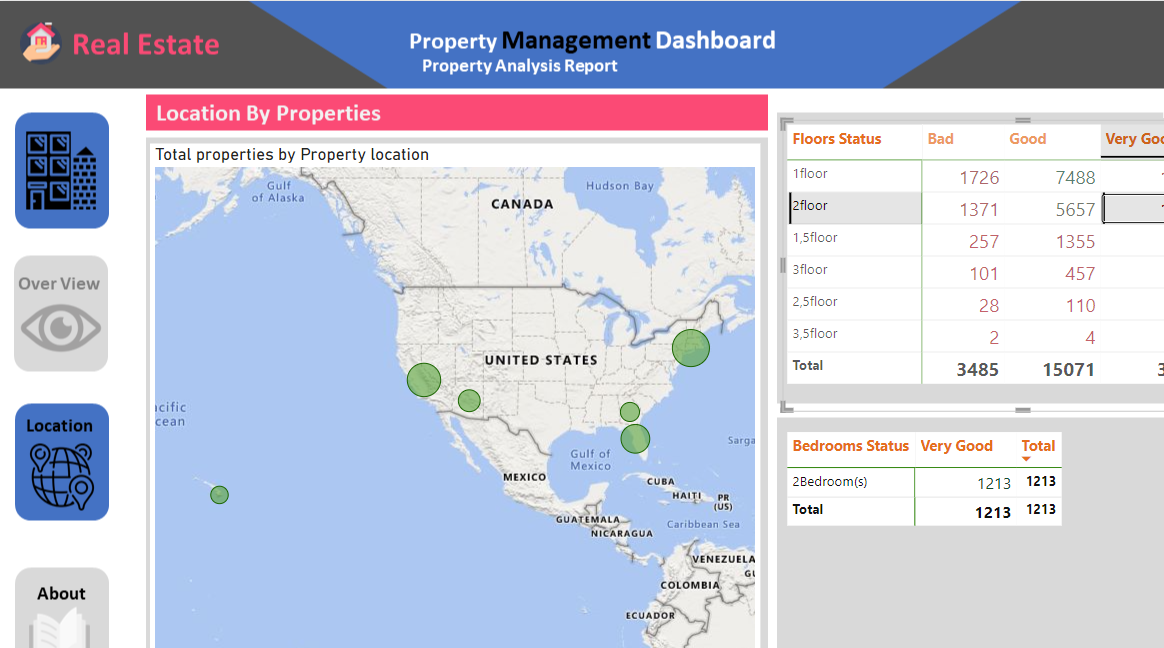 Real Estate
Property Management Dashboard
Property Analysis Report
Location By Properties
Total properties by Property location
Gulf
of Alaska
Hudson Bay
CANADA
UNITED STATES
acific
cean
Sarga
Gulf of
Mexico
MEXICO
CUBA
HAITI
PR
(US)
GUATEMALA
Caribbean Sea
NICARAGUA
VENEZUELA
GU
COLOMBIA
ECUADOR
Over View
Location
About
Floors Status Bad Good Very Goo
1floor 1726 7488
2floor 1371 5657
1,5floor 257 1355
3floor 101 457
2,5floor 28 110
3,5floor 2 4
Total 3485 15071 3
Bedrooms Status Very Good Total
2Bedroom(s) 1213 1213
Total 1213 1213